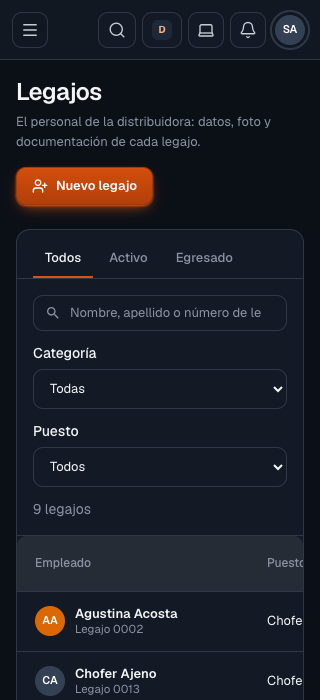 D
SA
Legajos
El personal de la distribuidora: datos, foto y
documentación de cada legajo.
Nuevo legajo
Todos
Activo
Egresado
Nombre, apellido o número de le
Categoría
Todas
Puesto
Todos
9 legajos
Empleado
Puesto
AA
Agustina Acosta
Legajo 0002
Chofe
CA
Chofer Ajeno
Legajo 0013
Chofe